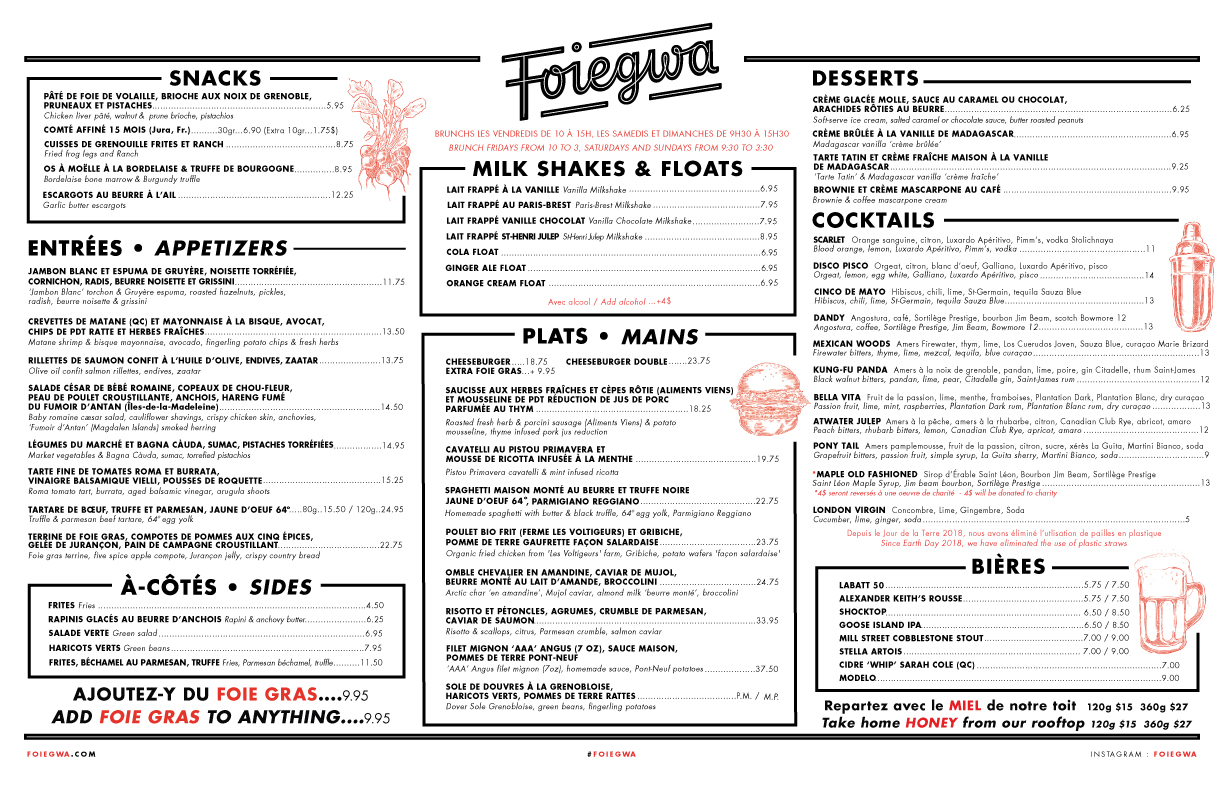 Foiegwa
BRUNCHS LES VENDREDIS DE 10 À 15H, LES SAMEDIS ET DIMANCHES DE 9H30 À 15H30
BRUNCH FRIDAYS FROM 10 TO 3, SATURDAYS AND SUNDAYS FROM 9:30 TO 3:30
SNACKS
PÂTÉ DE FOIE DE VOLAILLE, BRIOCHE AUX NOIX DE GRENOBLE,
PRUNEAUX ET PISTACHES...5.95
Chicken liver pâté, walnut & prune brioche, pistachios
COMTÉ AFFINÉ 15 MOIS (Jura, Fr.)...30gr...6.90 (Extra 10gr...1.75$)
CUISSES DE GRENOUILLE FRITES ET RANCH...8.75
Fried frog legs and Ranch
OS À MOËLLE À LA BORDELAISE & TRUFFE DE BOURGOGNE...8.95
Bordelaise bone marrow & Burgundy truffle
ESCARGOTS AU BEURRE À L'AIL...12.25
Garlic butter escargots
ENTRÉES • APPETIZERS
JAMBON BLANC ET ESPUMA DE GRUYÈRE, NOISETTE TORRÉFIÉE,
CORNICHON, RADIS, BEURRE NOISETTE ET GRISSINI...11.75
'Jambon Blanc' torchon & Gruyère espuma, roasted hazelnuts, pickles,
radish, beurre noisette & grissini
CREVETTES DE MATANE (QC) ET MAYONNAISE À LA BISQUE, AVOCAT,
CHIPS DE PDT RATTE ET HERBES FRAÎCHES...13.50
Matane shrimp & bisque mayonnaise, avocado, fingerling potato chips & fresh herbs
RILLETTES DE SAUMON CONFIT À L'HUILE D'OLIVE, ENDIVES, ZAATAR...13.75
Olive oil confit salmon rillettes, endives, zaatar
SALADE CÉSAR DE BÉBÉ ROMAINE, COPEAUX DE CHOU-FLEUR,
PEAU DE POULET CROUSTILLANTE, ANCHOIS, HARENG FUMÉ
DU FUMOIR D'ANTAN (Îles-de-la-Madeleine)...14.50
Baby romaine cæsar salad, cauliflower shavings, crispy chicken skin, anchovies,
'Fumoir d'Antan' (Magdalen Islands) smoked herring
LÉGUMES DU MARCHÉ ET BAGNA CÀUDA, SUMAC, PISTACHES TORRÉFIÉES...14.95
Market vegetables & Bagna Càuda, sumac, torrefied pistachios
TARTE FINE DE TOMATES ROMA ET BURRATA,
VINAIGRE BALSAMIQUE VIELLI, POUSSES DE ROQUETTE...15.25
Roma tomato tart, burrata, aged balsamic vinegar, arugula shoots
TARTARE DE BŒUF, TRUFFE ET PARMESAN, JAUNE D'OEUF 64º...80g..15.50 / 120g..24.95
Truffle & parmesan beef tartare, 64º egg yolk
TERRINE DE FOIE GRAS, COMPOTES DE POMMES AUX CINQ ÉPICES,
GELÉE DE JURANÇON, PAIN DE CAMPAGNE CROUSTILLANT...22.75
Foie gras terrine, five spice apple compote, Jurançon jelly, crispy country bread
À-CÔTÉS • SIDES
FRITES Fries...4.50
RAPINIS GLACÉS AU BEURRE D'ANCHOIS Rapini & anchovy butter...6.25
SALADE VERTE Green salad...6.95
HARICOTS VERTS Green beans...7.95
FRITES, BÉCHAMEL AU PARMESAN, TRUFFE Fries, Parmesan béchamel, truffle...11.50
AJOUTEZ-Y DU FOIE GRAS....9.95
ADD FOIE GRAS TO ANYTHING....9.95
MILK SHAKES & FLOATS
LAIT FRAPPÉ À LA VANILLE Vanilla Milkshake...6.95
LAIT FRAPPÉ AU PARIS-BREST Paris-Brest Milkshake...7.95
LAIT FRAPPÉ VANILLE CHOCOLAT Vanilla Chocolate Milkshake...7.95
LAIT FRAPPÉ ST-HENRI JULEP St-Henri Julep Milkshake...8.95
COLA FLOAT...6.95
GINGER ALE FLOAT...6.95
ORANGE CREAM FLOAT...6.95
Avec alcool / Add alcohol ...+4$
PLATS • MAINS
CHEESEBURGER.....18.75 CHEESEBURGER DOUBLE.......23.75
EXTRA FOIE GRAS...+ 9.95
SAUCISSE AUX HERBES FRAÎCHES ET CÈPES RÔTIE (ALIMENTS VIENS)
ET MOUSSELINE DE PDT RÉDUCTION DE JUS DE PORC
PARFUMÉE AU THYM...18.25
Roasted fresh herb & porcini sausage (Aliments Viens) & potato
mousseline, thyme infused pork jus reduction
CAVATELLI AU PISTOU PRIMAVERA ET
MOUSSE DE RICOTTA INFUSÉE À LA MENTHE...19.75
Pistou Primavera cavatelli & mint infused ricotta
SPAGHETTI MAISON MONTÉ AU BEURRE ET TRUFFE NOIRE
JAUNE D'OEUF 64º, PARMIGIANO REGGIANO...22.75
Homemade spaghetti with butter & black truffle, 64º egg yolk, Parmigiano Reggiano
POULET BIO FRIT (FERME LES VOLTIGEURS) ET GRIBICHE,
POMME DE TERRE GAUFRETTE FAÇON SALARDAISE...23.75
Organic fried chicken from 'Les Voltigeurs' farm, Gribiche, potato wafers 'façon salardaise'
OMBLE CHEVALIER EN AMANDINE, CAVIAR DE MUJOL,
BEURRE MONTÉ AU LAIT D'AMANDE, BROCCOLINI...24.75
Arctic char 'en amandine', Mujol caviar, almond milk 'beurre monté', broccolini
RISOTTO ET PÉTONCLES, AGRUMES, CRUMBLE DE PARMESAN,
CAVIAR DE SAUMON...33.95
Risotto & scallops, citrus, Parmesan crumble, salmon caviar
FILET MIGNON 'AAA' ANGUS (7 OZ), SAUCE MAISON,
POMMES DE TERRE PONT-NEUF
'AAA' Angus filet mignon (7oz), homemade sauce, Pont-Neuf potatoes...37.50
SOLE DE DOUVRES À LA GRENOBLOISE,
HARICOTS VERTS, POMMES DE TERRE RATTES...P.M. / M.P.
Dover Sole Grenobloise, green beans, fingerling potatoes
DESSERTS
CRÈME GLACÉE MOLLE, SAUCE AU CARAMEL OU CHOCOLAT,
ARACHIDES RÔTIES AU BEURRE...6.25
Soft-serve ice cream, salted caramel or chocolate sauce, butter roasted peanuts
CRÈME BRÛLÉE À LA VANILLE DE MADAGASCAR...6.95
Madagascar vanilla 'crème brûlée'
TARTE TATIN ET CRÈME FRAÎCHE MAISON À LA VANILLE
DE MADAGASCAR...9.25
'Tarte Tatin' & Madagascar vanilla 'crème fraîche'
BROWNIE ET CRÈME MASCARPONE AU CAFÉ...9.95
Brownie & coffee mascarpone cream
COCKTAILS
SCARLET Orange sanguine, citron, Luxardo Apéritivo, Pimm's, vodka Stolichnaya
Blood orange, lemon, Luxardo Apéritivo, Pimm's, vodka...11
DISCO PISCO Orgeat, citron, blanc d'oeuf, Galliano, Luxardo Apéritivo, pisco
Orgeat, lemon, egg white, Galliano, Luxardo Apéritivo, pisco...14
CINCO DE MAYO Hibiscus, chili, lime, St-Germain, tequila Sauza Blue
Hibiscus, chili, lime, St-Germain, tequila Sauza Blue...13
DANDY Angostura, café, Sortilège Prestige, bourbon Jim Beam, scotch Bowmore 12
Angostura, coffee, Sortilège Prestige, Jim Beam, Bowmore 12...13
MEXICAN WOODS Amers Firewater, thym, lime, Los Cuerudos Joven, Sauza Blue, curaçao Marie Brizard
Firewater bitters, thyme, lime, mezcal, tequila, blue curaçao...13
KUNG-FU PANDA Amers à la noix de grenoble, pandan, lime, poire, gin Citadelle, rhum Saint-James
Black walnut bitters, pandan, lime, pear, Citadelle gin, Saint-James rum...12
BELLA VITA Fruit de la passion, lime, menthe, framboises, Plantation Dark, Plantation Blanc, dry curaçao
Passion fruit, lime, mint, raspberries, Plantation Dark rum, Plantation Blanc rum, dry curaçao...13
ATWATER JULEP Amers à la pêche, amers à la rhubarbe, citron, Canadian Club Rye, abricot, amaro
Peach bitters, rhubarb bitters, lemon, Canadian Club Rye, apricot, amaro...12
PONY TAIL Amers pamplemousse, fruit de la passion, citron, sucre, xérès La Guita, Martini Bianco, soda
Grapefruit bitters, passion fruit, simple syrup, La Guita sherry, Martini Bianco, soda...9
*MAPLE OLD FASHIONED Sirop d'Érable Saint Léon, Bourbon Jim Beam, Sortilège Prestige
Saint Léon Maple Syrup, Jim beam bourbon, Sortilège Prestige...13
*4$ seront reversés à une oeuvre de charité - 4$ will be donated to charity
LONDON VIRGIN Concombre, Lime, Gingembre, Soda
Cucumber, lime, ginger, soda...5
Depuis le Jour de la Terre 2018, nous avons éliminé l'utlisation de pailles en plastique
Since Earth Day 2018, we have eliminated the use of plastic straws
BIÈRES
LABATT 50...5.75 / 7.50
ALEXANDER KEITH'S ROUSSE...5.75 / 7.50
SHOCKTOP...6.50 / 8.50
GOOSE ISLAND IPA...6.50 / 8.50
MILL STREET COBBLESTONE STOUT...7.00 / 9.00
STELLA ARTOIS...7.00 / 9.00
CIDRE 'WHIP' SARAH COLE (QC)...7.00
MODELO...9.00
Repartez avec le MIEL de notre toit 120g $15 360g $27
Take home HONEY from our rooftop 120g $15 360g $27
FOIEGWA.COM
#FOIEGWA
INSTAGRAM : FOIEGWA